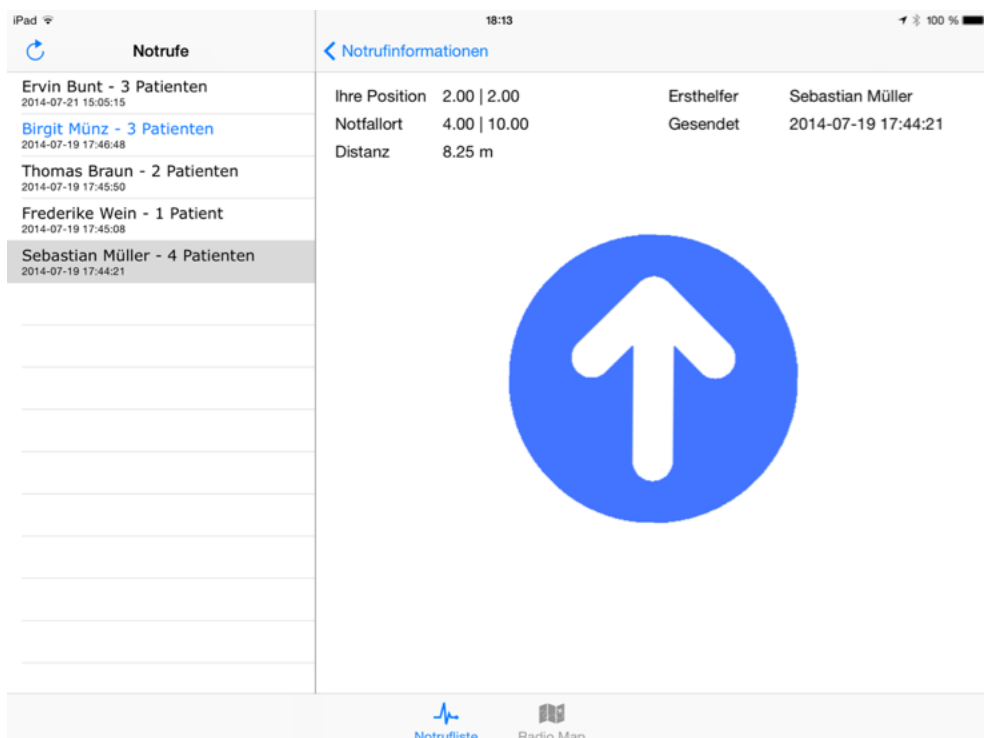 iPad 18:13 100 %
Notrufe
Notrufinformationen
Ervin Bunt - 3 Patienten
2014-07-21 15:05:15
Birgit Münz - 3 Patienten
2014-07-19 17:46:48
Thomas Braun - 2 Patienten
2014-07-19 17:45:50
Frederike Wein - 1 Patient
2014-07-19 17:45:08
Sebastian Müller - 4 Patienten
2014-07-19 17:44:21
Ihre Position 2.00 | 2.00 Ersthelfer Sebastian Müller
Notfallort 4.00 | 10.00 Gesendet 2014-07-19 17:44:21
Distanz 8.25 m
Notrufliste Radio Map